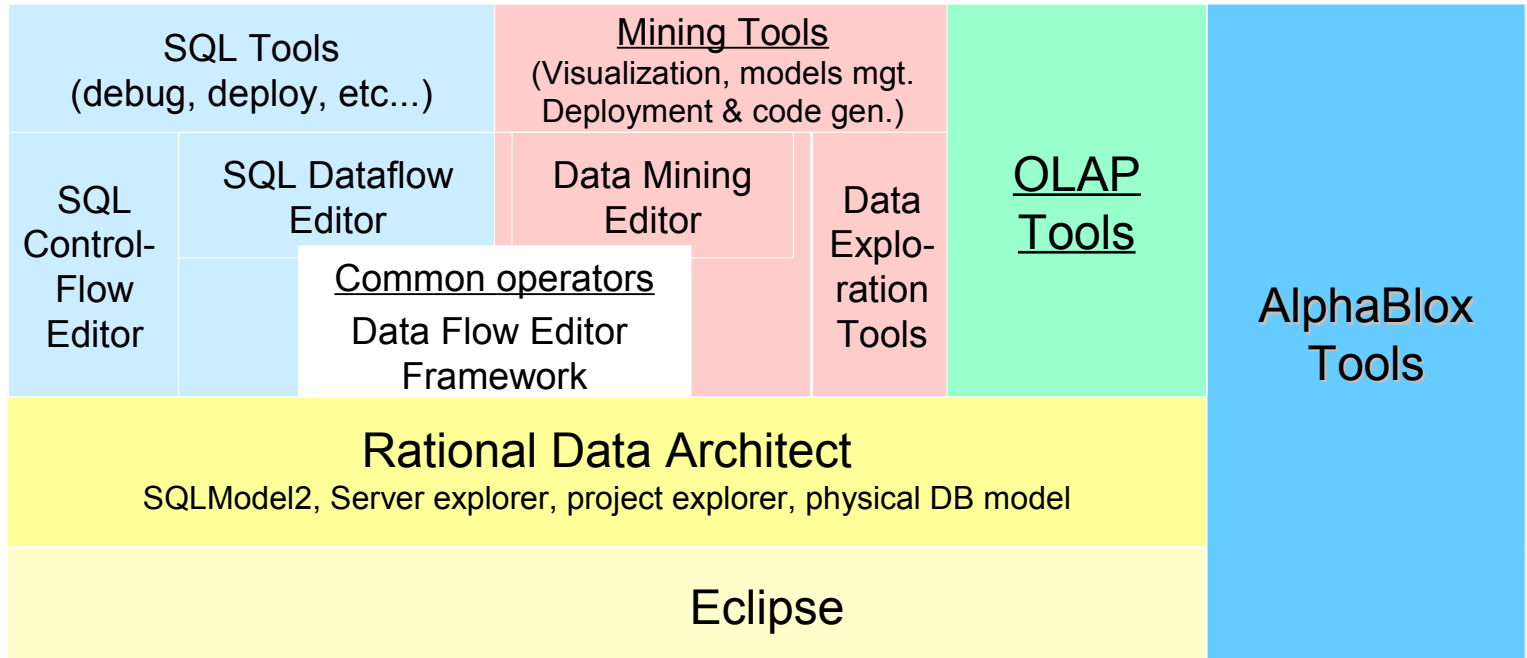 SQL Tools
(debug, deploy, etc...)
Mining Tools
(Visualization, models mgt.
Deployment & code gen.)
SQL
Control-
Flow
Editor
SQL Dataflow
Editor
Data Mining
Editor
Data
Explo-
ration
Tools
Common operators
Data Flow Editor
Framework
OLAP
Tools
AlphaBlox
Tools
Rational Data Architect
SQLModel2, Server explorer, project explorer, physical DB model
Eclipse